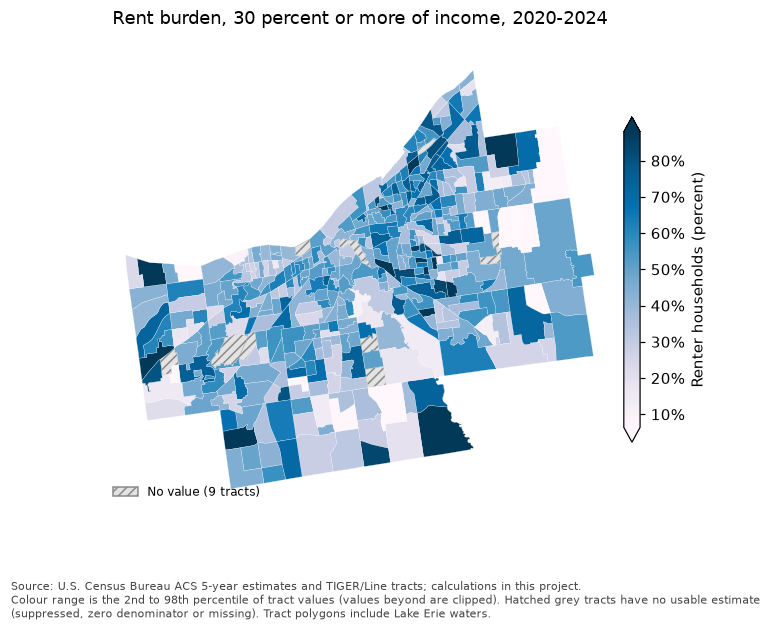 Rent burden, 30 percent or more of income, 2020-2024
80%
70%
60%
50%
40%
30%
20%
10%
Renter households (percent)
No value (9 tracts)
Source: U.S. Census Bureau ACS 5-year estimates and TIGER/Line tracts; calculations in this project.
Colour range is the 2nd to 98th percentile of tract values (values beyond are clipped). Hatched grey tracts have no usable estimate
(suppressed, zero denominator or missing). Tract polygons include Lake Erie waters.